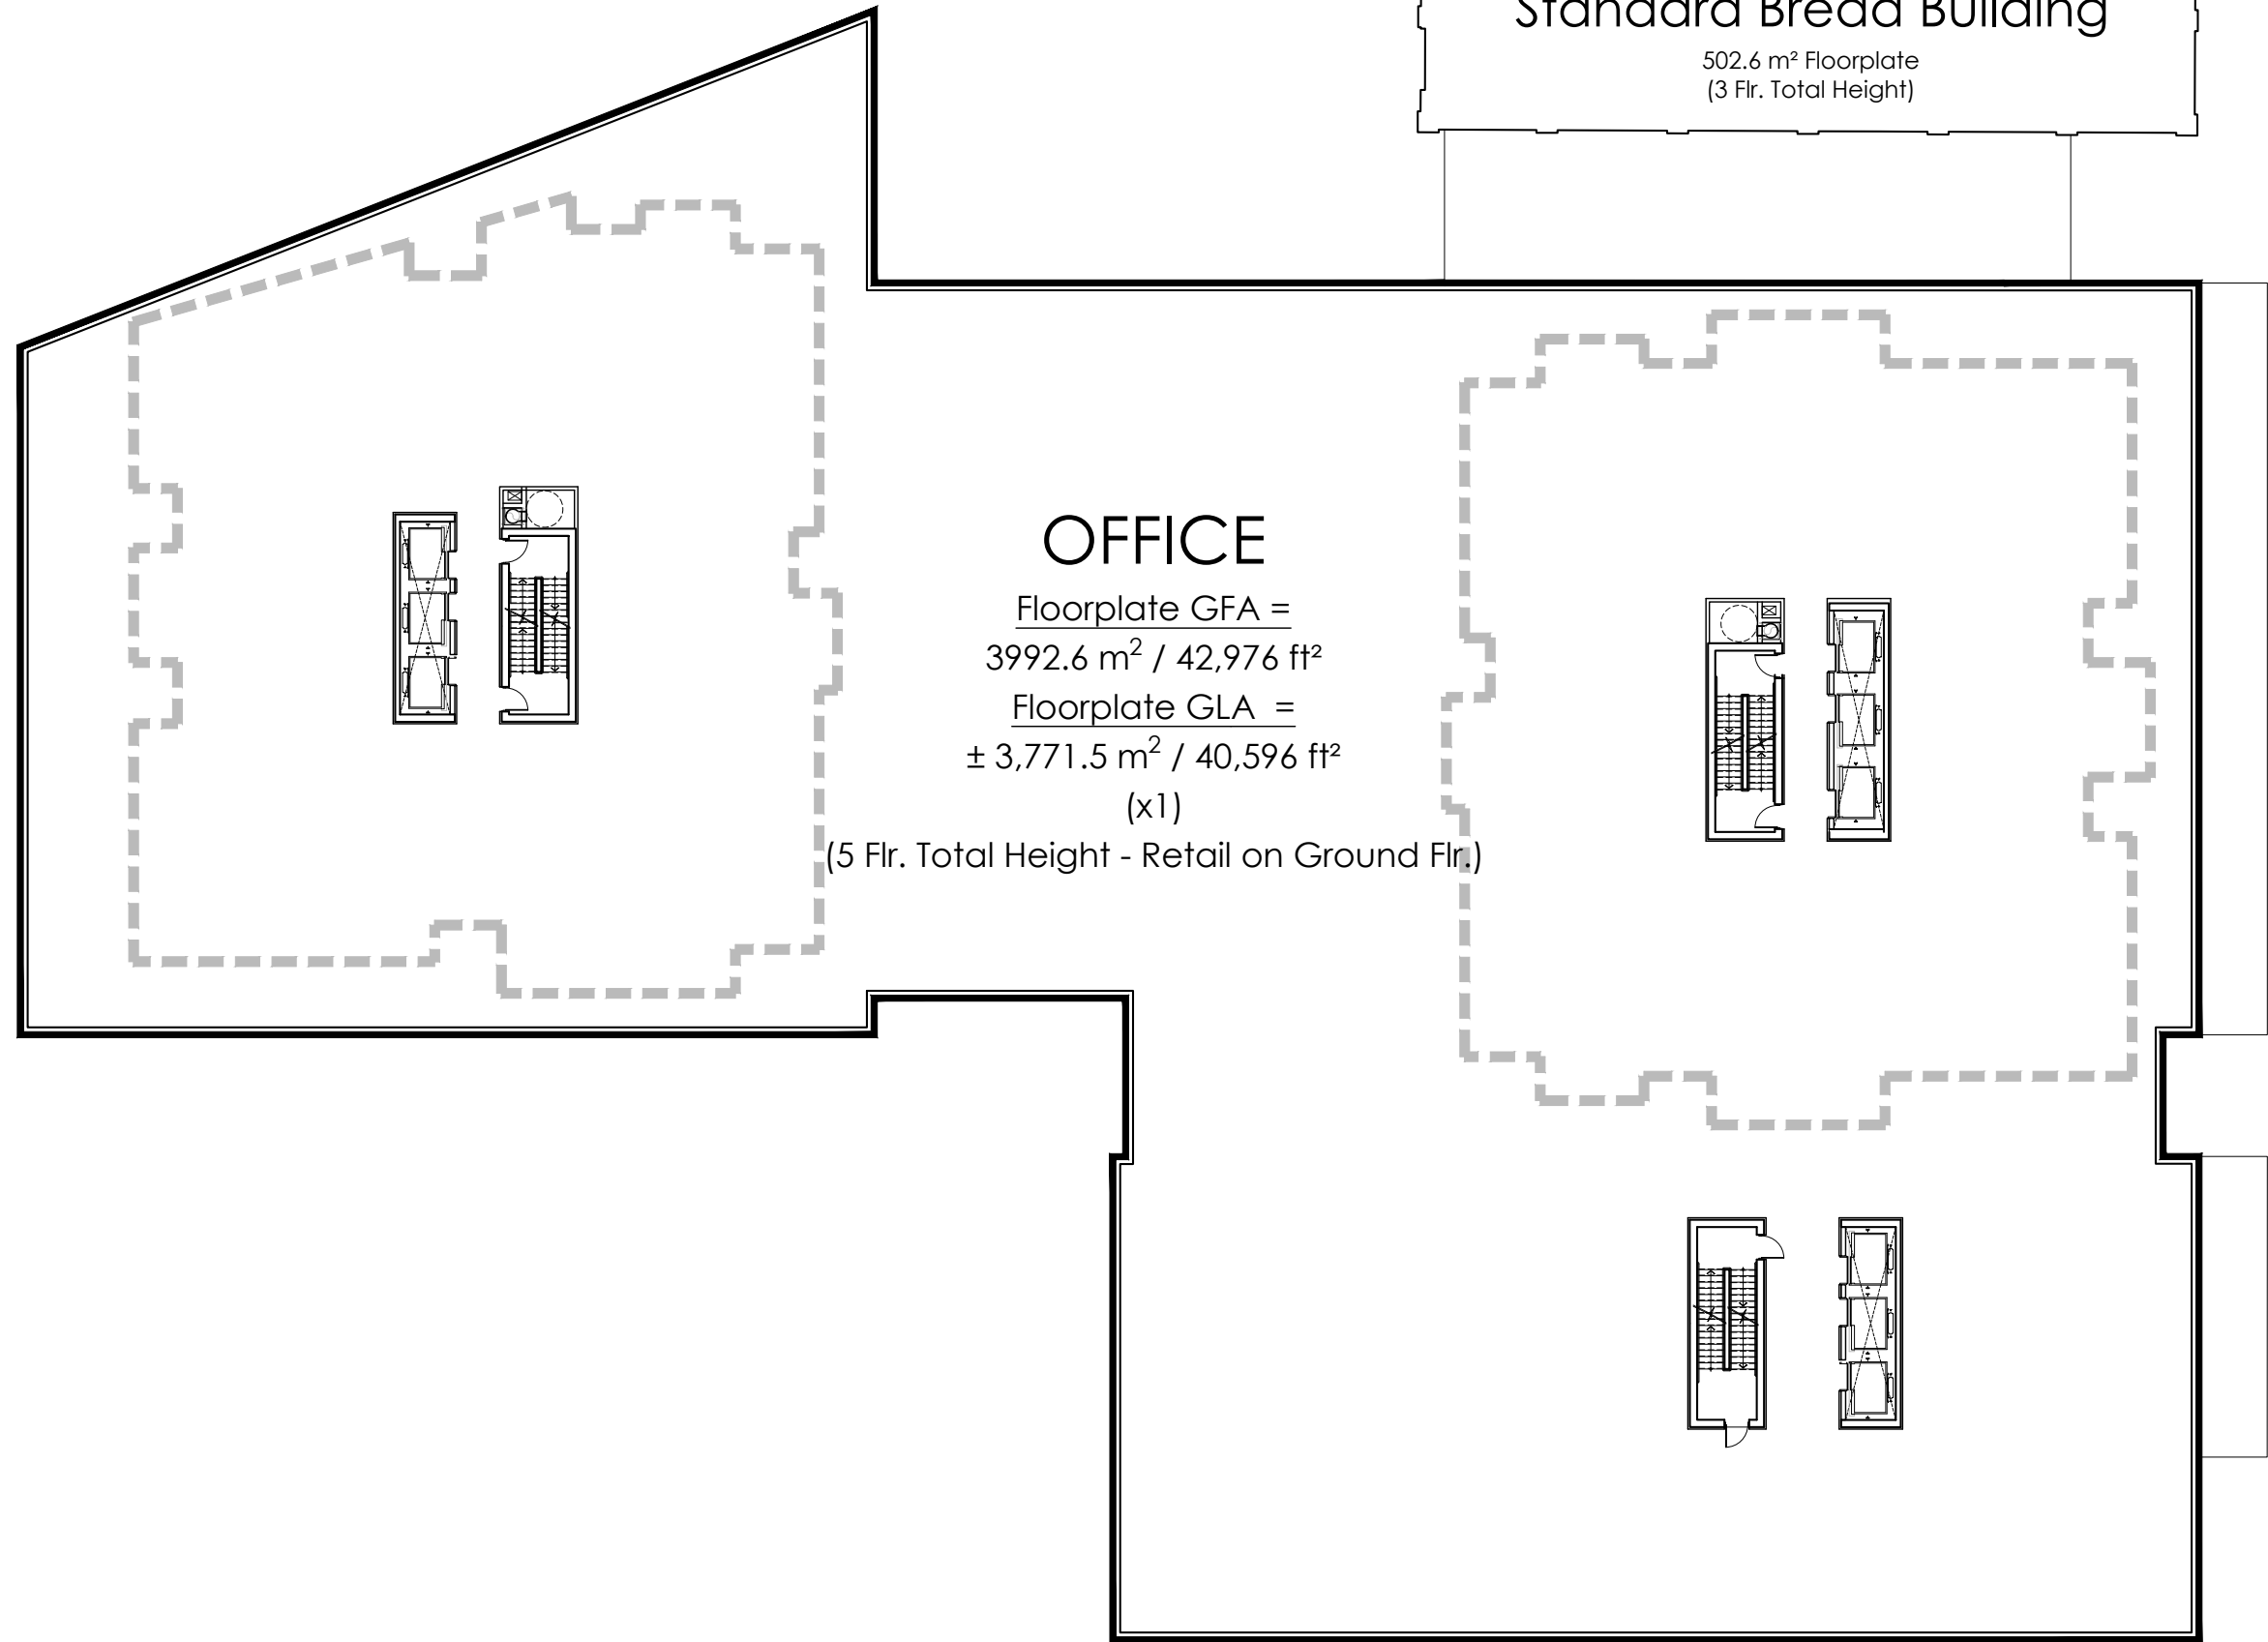 Standard Bread Building
502.6 m² Floorplate
(3 Flr. Total Height)
OFFICE
Floorplate GFA =
3992.6 m² / 42,976 ft²
Floorplate GLA =
± 3,771.5 m² / 40,596 ft²
(x1)
(5 Flr. Total Height - Retail on Ground Flr.)